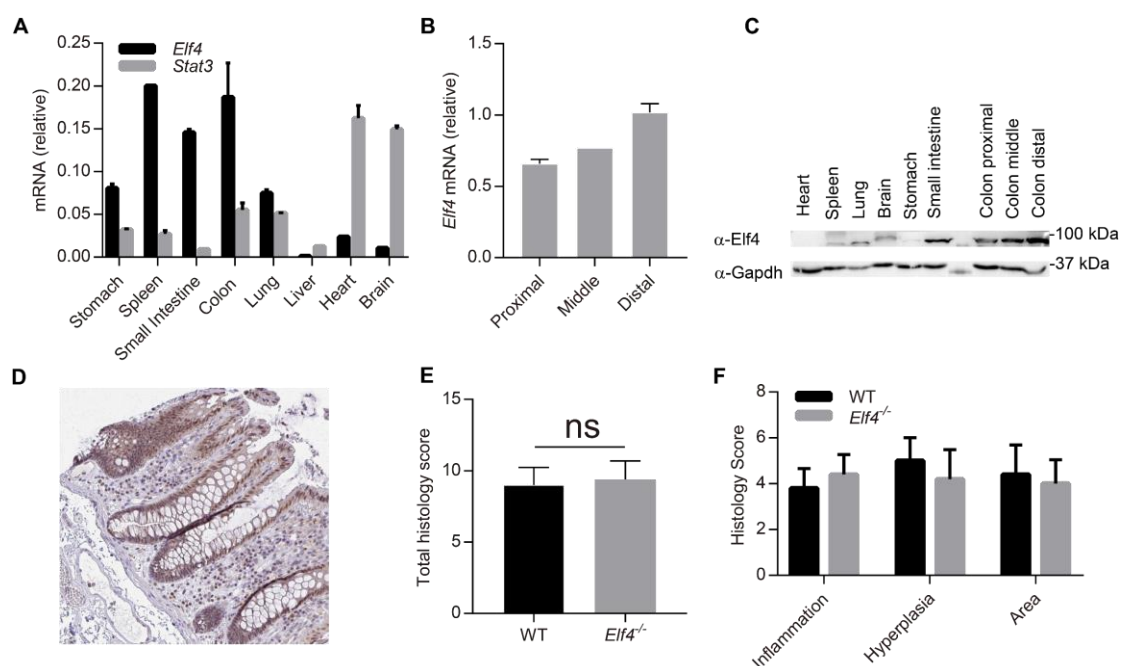 A
0.25
0.20
0.15
0.10
0.05
0.00
mRNA (relative)
Elf4
Stat3
Stomach
Spleen
Small Intestine
Colon
Lung
Liver
Heart
Brain
B
1.5
1.0
0.5
0.0
Elf4 mRNA (relative)
Proximal
Middle
Distal
C
Heart
Spleen
Lung
Brain
Stomach
Small intestine
Colon proximal
Colon middle
Colon distal
α-Elf4
-100 kDa
α-Gapdh
-37 kDa
D
E
15
10
5
0
Total histology score
ns
WT
Elf4-/-
F
8
6
4
2
0
Histology Score
WT
Elf4-/-
Inflammation
Hyperplasia
Area